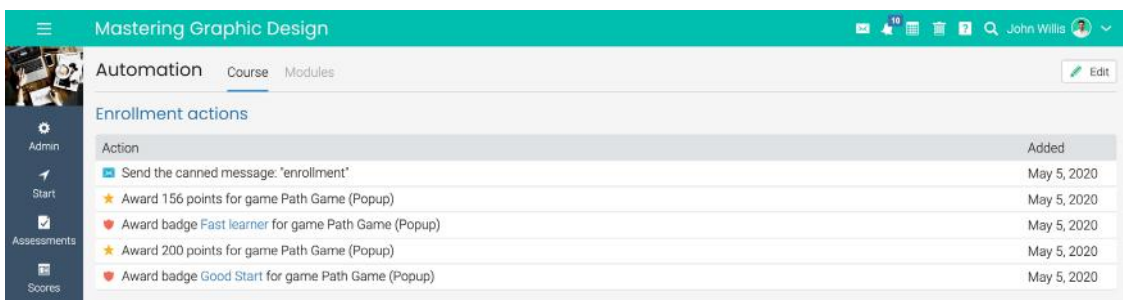 Mastering Graphic Design 10 John Willis
Automation Course Modules Edit
Enrollment actions
Admin
Action Added
Send the canned message: "enrollment" May 5, 2020
Start
Award 156 points for game Path Game (Popup) May 5, 2020
Award badge Fast learner for game Path Game (Popup) May 5, 2020
Assessments
Award 200 points for game Path Game (Popup) May 5, 2020
Award badge Good Start for game Path Game (Popup) May 5, 2020
Scores